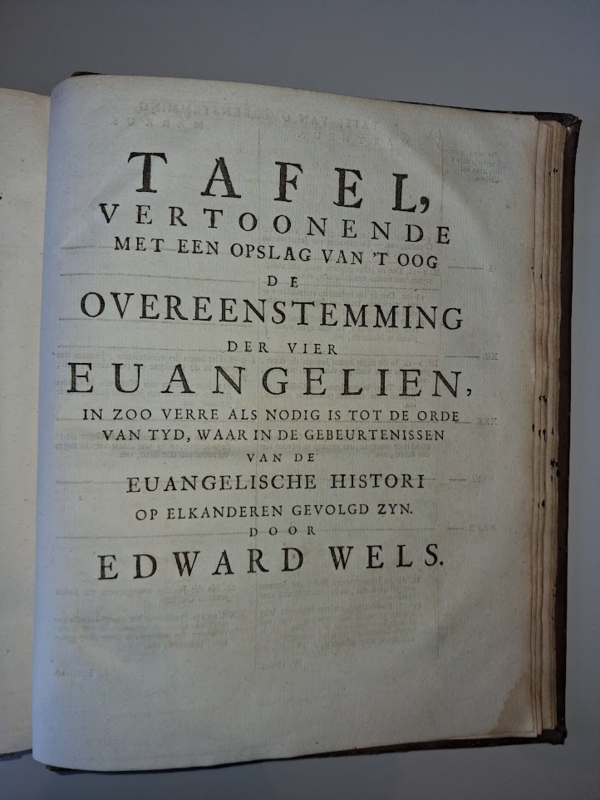 TAFEL,
VERTOONENDE
MET EEN OPSLAG VAN 'T OOG
DE
OVEREENSTEMMING
DER VIER
EUANGELIEN,
IN ZOO VERRE ALS NODIG IS TOT DE ORDE
VAN TYD, WAAR IN DE GEBEURTENISSEN
VAN DE
EUANGELISCHE HISTORI
OP ELKANDEREN GEVOLGD ZYN.
DOOR
EDWARD WELS.